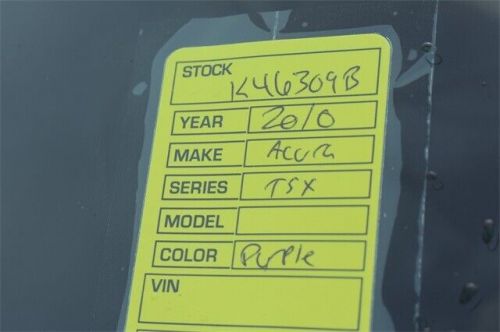 STOCK K46309B
YEAR 2010
MAKE Acura
SERIES TSX
MODEL
COLOR Purple
VIN